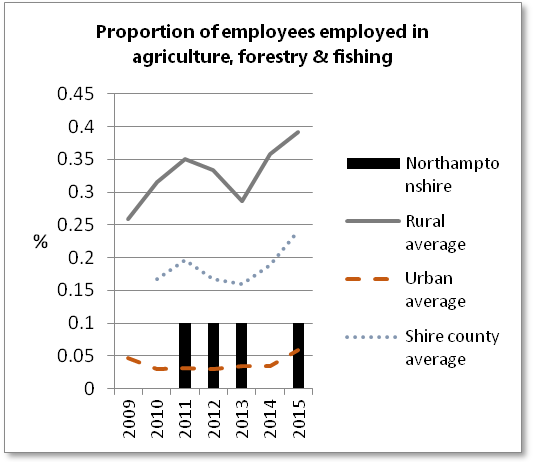 Proportion of employees employed in
agriculture, forestry & fishing
0.45
0.4
0.35
0.3
0.25
0.2
0.15
0.1
0.05
0
%
2009
2010
2011
2012
2013
2014
2015
Northampto
nshire
Rural
average
Urban
average
Shire county
average